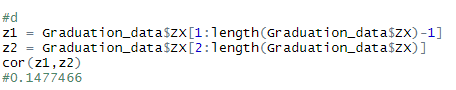 #d
z1 = Graduation_data$ZX[1:length(Graduation_data$ZX)-1]
z2 = Graduation_data$ZX[2:length(Graduation_data$ZX)]
cor(z1,z2)
#0.1477466